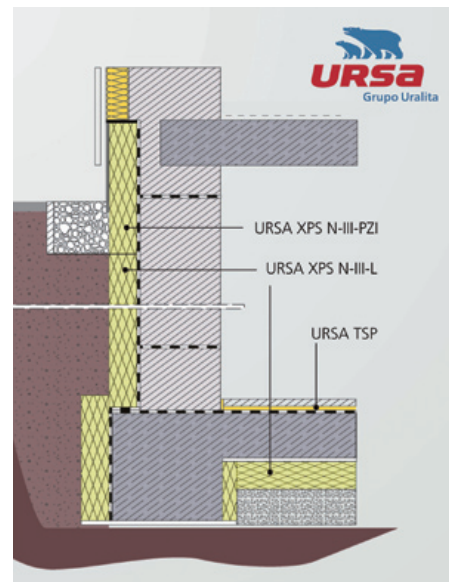 URSA
Grupo Uralita
URSA XPS N-III-PZI
URSA XPS N-III-L
URSA TSP